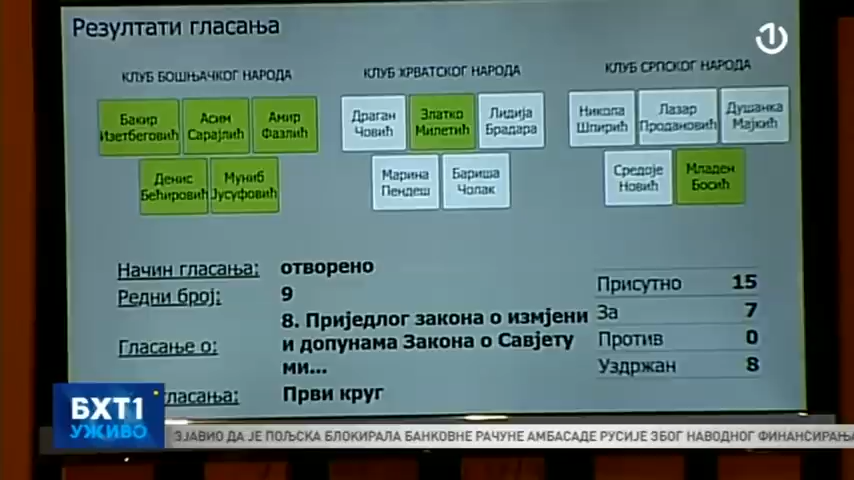 Резултати гласања
КЛУБ БОШЊАЧКОГ НАРОДА
КЛУБ ХРВАТСКОГ НАРОДА
КЛУБ СРПСКОГ НАРОДА
Бакир
Изетбеговић
Асим
Сарајлић
Амир
Фазлић
Денис
Бећировић
Муниб
Јусуфовић
Драган
Човић
Златко
Милетић
Лидија
Брадара
Марина
Пендеш
Бариша
Чолак
Никола
Шпирић
Лазар
Продановић
Душанка
Мајкић
Средоје
Новић
Младен
Босић
Начин гласања: отворено
Редни број: 9
Гласање о: 8. Приједлог закона о измјени
и допунама Закона о Савјету
ми...
гласања: Први круг
Присутно 15
За 7
Против 0
Уздржан 8
БХТ1
УЖИВО
ЗЈАВИО ДА ЈЕ ПОЉСКА БЛОКИРАЛА БАНКОВНЕ РАЧУНЕ АМБАСАДЕ РУСИЈЕ ЗБОГ НАВОДНОГ ФИНАНСИРАЊА